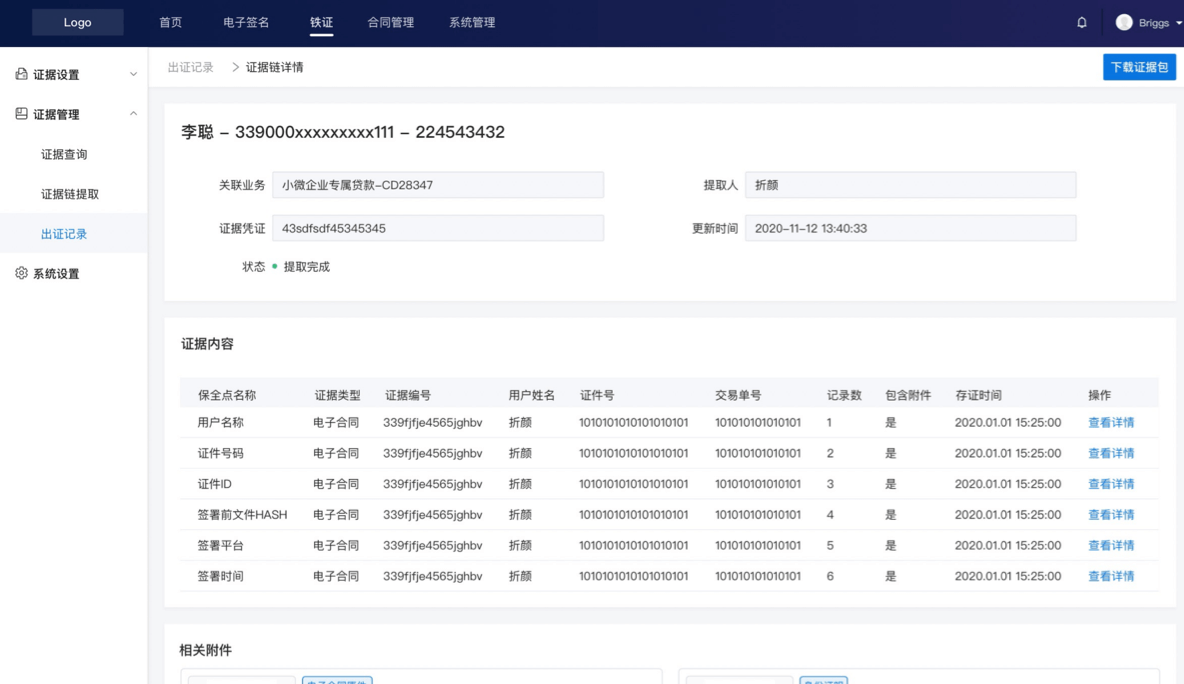 Logo 首页 电子签名 铁证 合同管理 系统管理 Briggs
证据设置
证据管理
证据查询
证据链提取
出证记录
系统设置
出证记录 > 证据链详情 下载证据包
李聪 – 339000xxxxxxxxx111 – 224543432
关联业务 小微企业专属贷款–CD28347 提取人 折颜
证据凭证 43sdfsdf45345345 更新时间 2020–11–12 13:40:33
状态 提取完成
证据内容
保全点名称 证据类型 证据编号 用户姓名 证件号 交易单号 记录数 包含附件 存证时间 操作
用户名称 电子合同 339fjfje4565jghbv 折颜 1010101010101010101 101010101010101 1 是 2020.01.01 15:25:00 查看详情
证件号码 电子合同 339fjfje4565jghbv 折颜 1010101010101010101 101010101010101 2 是 2020.01.01 15:25:00 查看详情
证件ID 电子合同 339fjfje4565jghbv 折颜 1010101010101010101 101010101010101 3 是 2020.01.01 15:25:00 查看详情
签署前文件HASH 电子合同 339fjfje4565jghbv 折颜 1010101010101010101 101010101010101 4 是 2020.01.01 15:25:00 查看详情
签署平台 电子合同 339fjfje4565jghbv 折颜 1010101010101010101 101010101010101 5 是 2020.01.01 15:25:00 查看详情
签署时间 电子合同 339fjfje4565jghbv 折颜 1010101010101010101 101010101010101 6 是 2020.01.01 15:25:00 查看详情
相关附件